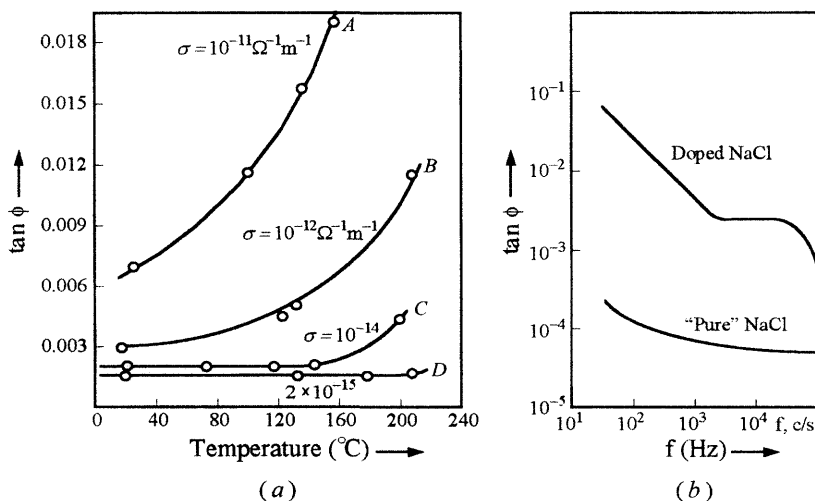 0.018
0.015
0.012
0.009
0.006
0.003
tan ϕ
σ = 10⁻¹¹Ω⁻¹m⁻¹
A
B
σ = 10⁻¹²Ω⁻¹m⁻¹
C
σ = 10⁻¹⁴
D
2 × 10⁻¹⁵
0 40 80 120 160 200 240
Temperature (°C)
(a)
10⁻¹
10⁻²
10⁻³
10⁻⁴
10⁻⁵
tan ϕ
Doped NaCl
“Pure” NaCl
10¹ 10² 10³ 10⁴ f, c/s
f (Hz)
(b)